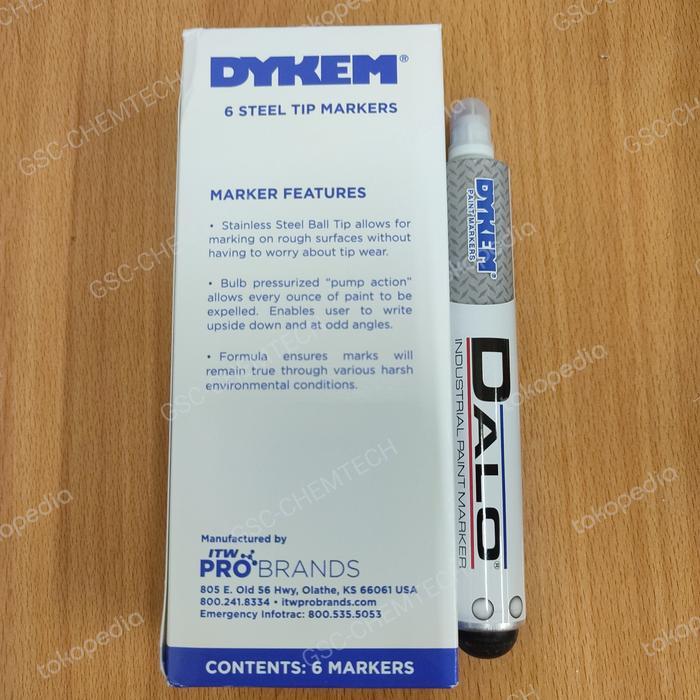 DYKEM®
6 STEEL TIP MARKERS
MARKER FEATURES
• Stainless Steel Ball Tip allows for
marking on rough surfaces without
having to worry about tip wear.
• Bulb pressurized “pump action”
allows every ounce of paint to be
expelled. Enables user to write
upside down and at odd angles.
• Formula ensures marks will
remain true through various harsh
environmental conditions.
Manufactured by
ITW
PRO BRANDS
805 E. Old 56 Hwy, Olathe, KS 66061 USA
800.241.8334 • itwprobrands.com
Emergency Infotrac: 800.535.5053
CONTENTS: 6 MARKERS
DYKEM®
PAINT MARKERS
DALO®
INDUSTRIAL PAINT MARKER
GSC-CHEMTECH
tokopedia